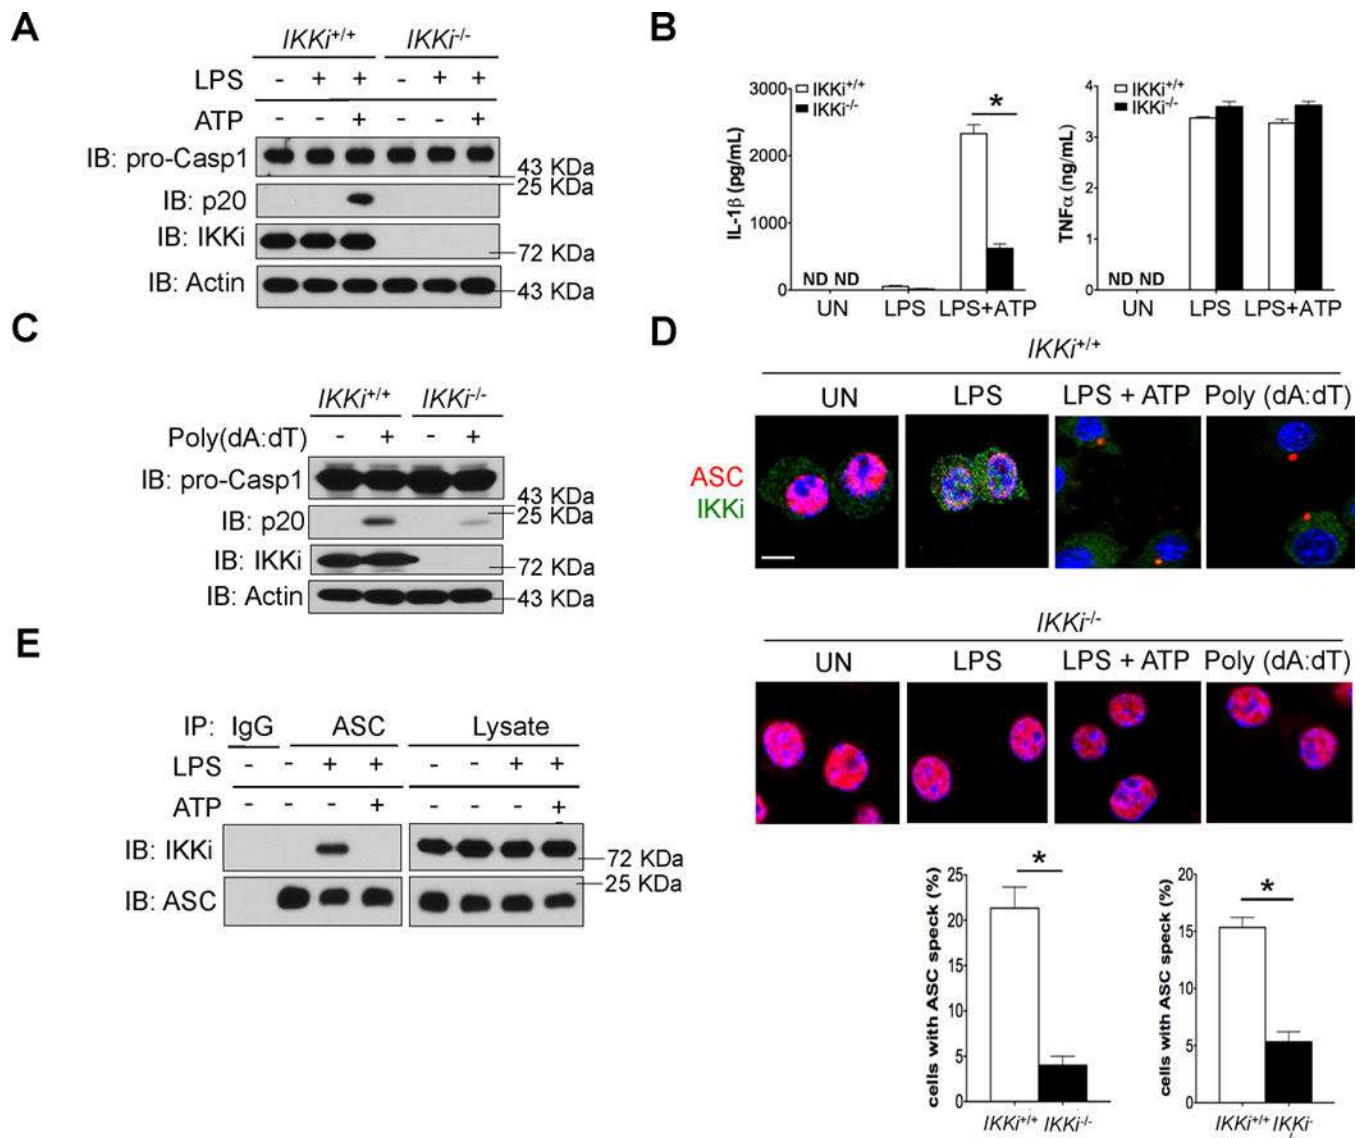 A
IKKi+/+ IKKi-/-
LPS - + + - + +
ATP + +
IB: pro-Casp1
43 KDa
25 KDa
IB: p20
IB: IKKi
72 KDa
IB: Actin
43 KDa
B
3000
2000
1000
0
IL-1β (pg/mL)
IKKi+/+
IKKi-/-
*
ND ND
UN LPS LPS+ATP
4
3
2
1
0
TNFα (ng/mL)
IKKi+/+
IKKi-/-
ND ND
UN LPS LPS+ATP
C
IKKi+/+ IKKi-/-
Poly(dA:dT) - + - +
IB: pro-Casp1
43 KDa
IB: p20
25 KDa
IB: IKKi
72 KDa
IB: Actin
43 KDa
D
IKKi+/+
UN LPS LPS + ATP Poly (dA:dT)
ASC
IKKi
IKKi-/-
UN LPS LPS + ATP Poly (dA:dT)
25
20
15
10
5
0
cells with ASC speck (%)
*
IKKi+/+ IKKi-/-
20
15
10
5
0
cells with ASC speck (%)
*
IKKi+/+ IKKi-/-
E
IP: IgG ASC Lysate
LPS - - + + - - + +
ATP - - - + - - - +
IB: IKKi
72 KDa
25 KDa
IB: ASC